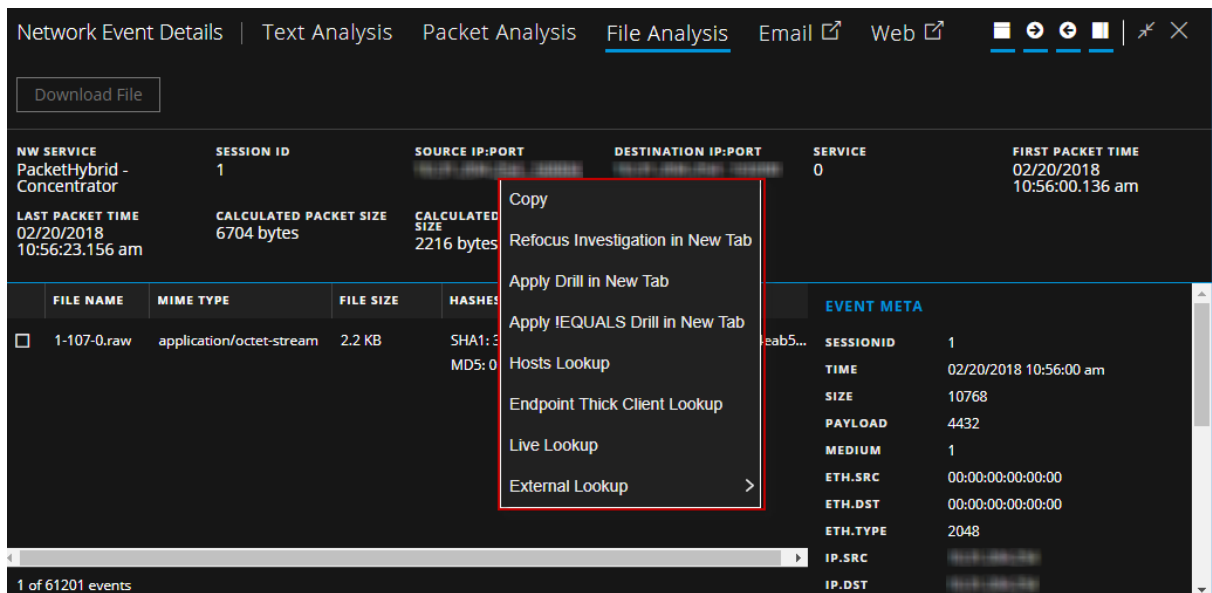 Network Event Details | Text Analysis Packet Analysis File Analysis Email Web
Download File
NW SERVICE SESSION ID SOURCE IP:PORT DESTINATION IP:PORT SERVICE FIRST PACKET TIME
PacketHybrid - 1 0 02/20/2018
Concentrator 10:56:00.136 am
LAST PACKET TIME CALCULATED PACKET SIZE CALCULATED
02/20/2018 6704 bytes SIZE
10:56:23.156 am 2216 bytes
Copy
Refocus Investigation in New Tab
Apply Drill in New Tab
Apply !EQUALS Drill in New Tab
Hosts Lookup
Endpoint Thick Client Lookup
Live Lookup
External Lookup
FILE NAME MIME TYPE FILE SIZE HASHES
1-107-0.raw application/octet-stream 2.2 KB SHA1: 3 eab5...
MD5: 0
1 of 61201 events
EVENT META
SESSIONID 1
TIME 02/20/2018 10:56:00 am
SIZE 10768
PAYLOAD 4432
MEDIUM 1
ETH.SRC 00:00:00:00:00:00
ETH.DST 00:00:00:00:00:00
ETH.TYPE 2048
IP.SRC
IP.DST